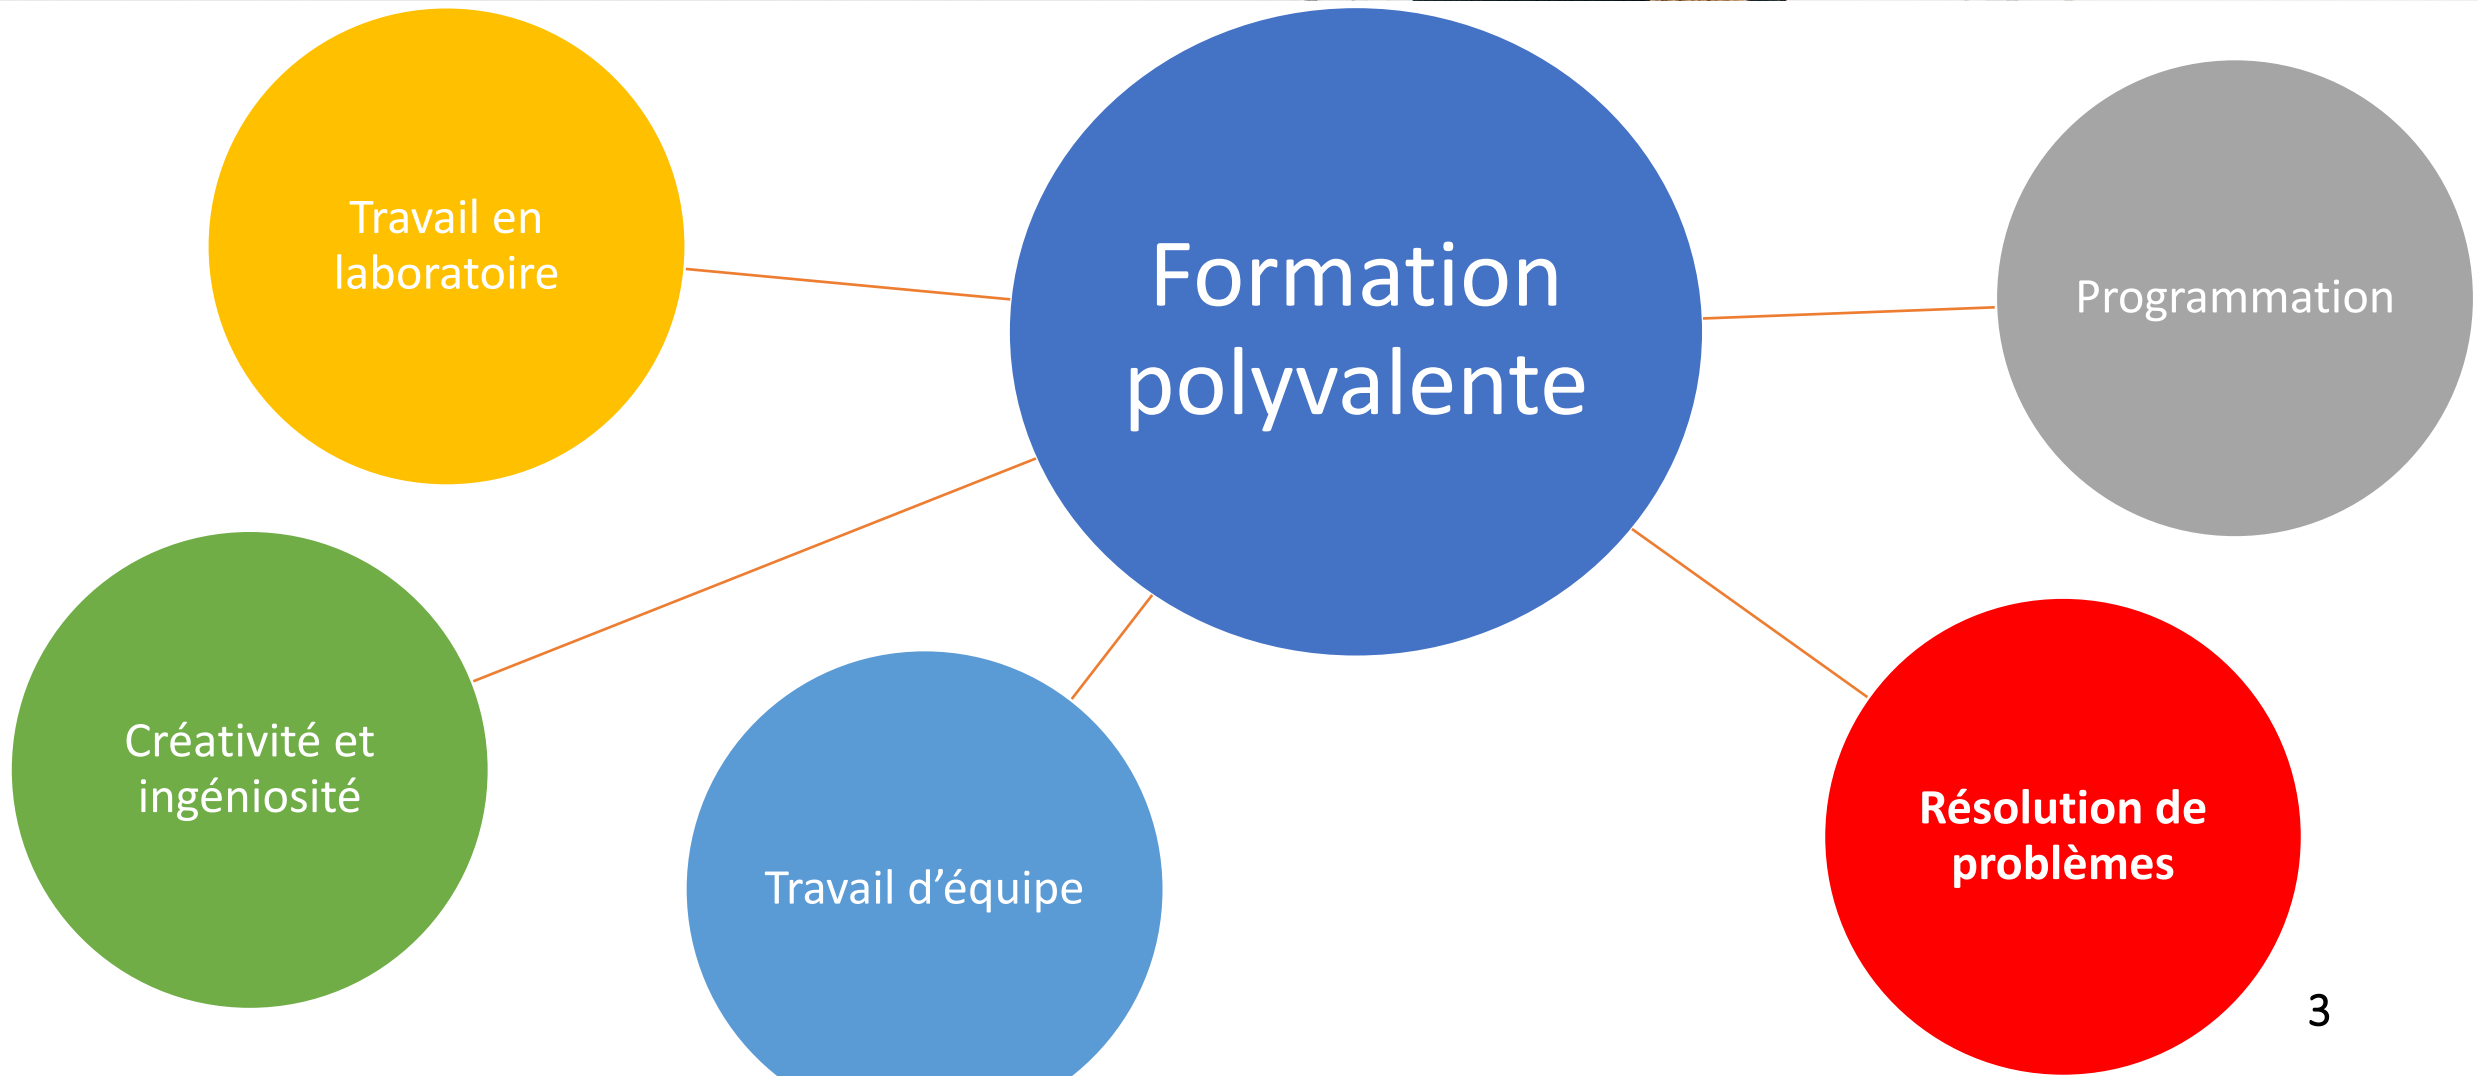 Formation
polyvalente
Travail en
laboratoire
Programmation
Créativité et
ingéniosité
Travail d’équipe
Résolution de
problèmes
3